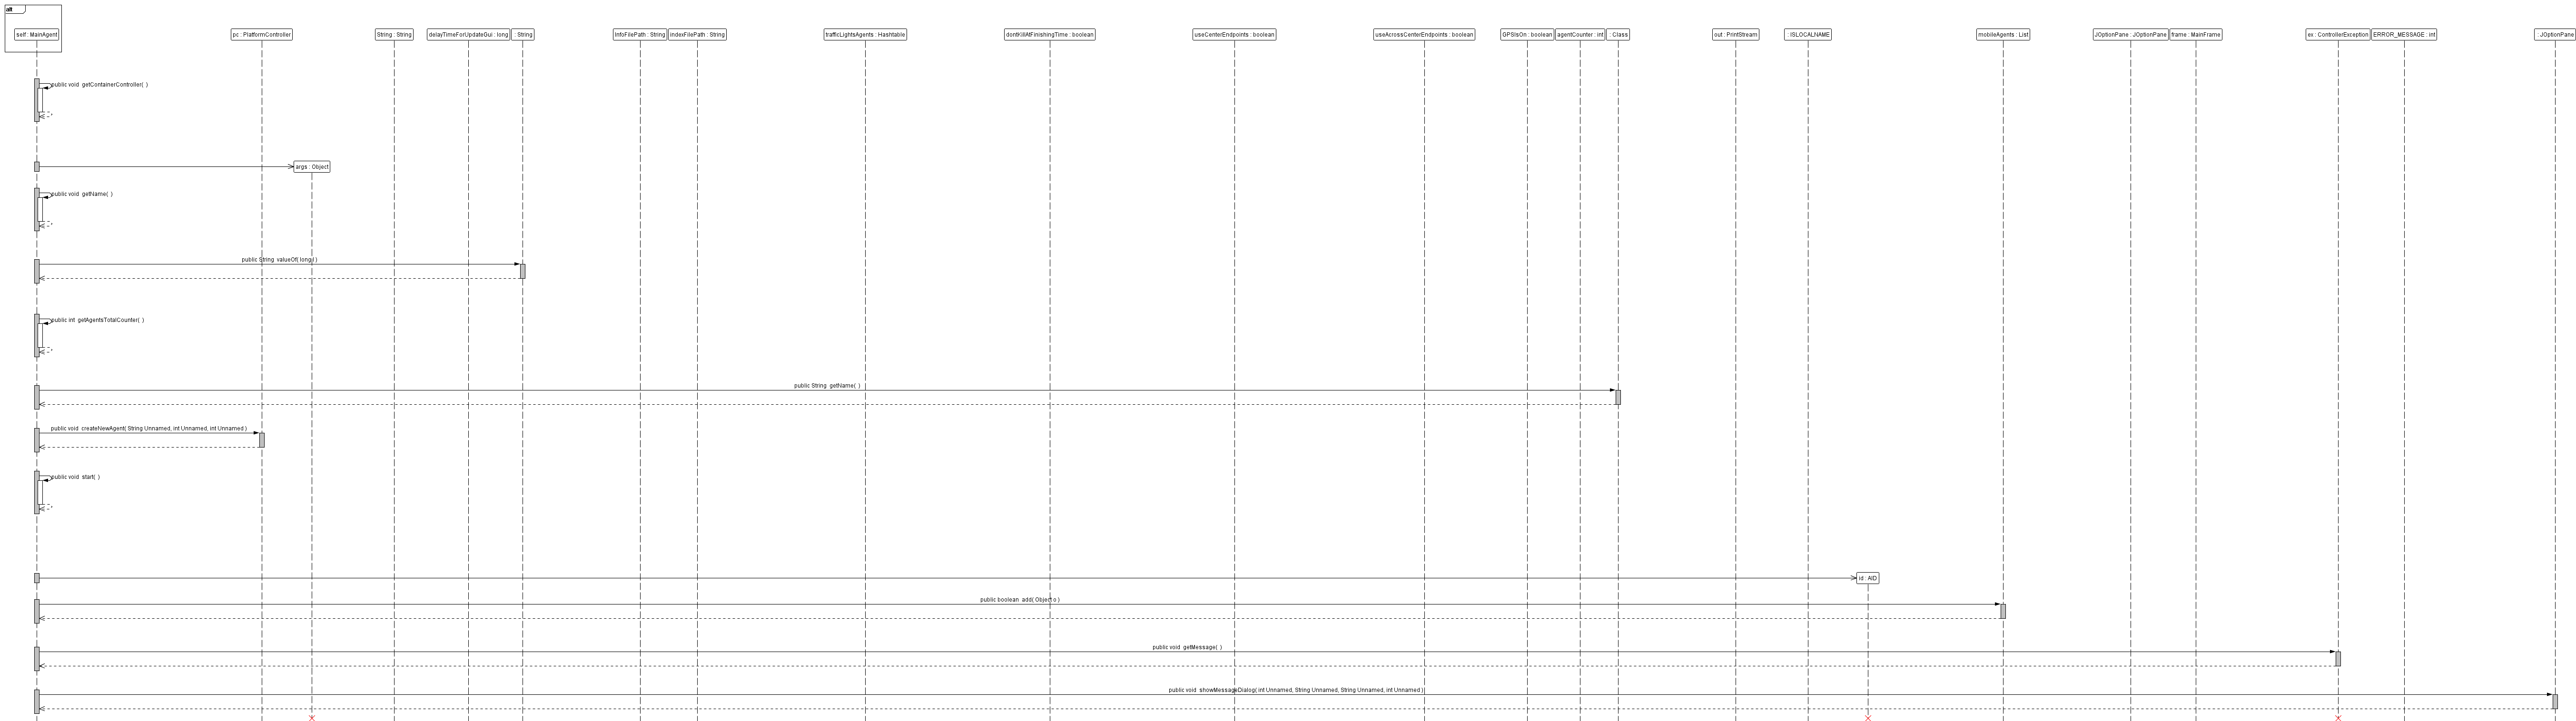 alt
self : MainAgent
pc : PlatformController
String : String
delayTimeForUpdateGui : long
: String
InfoFilePath : String
indexFilePath : String
trafficLightsAgents : Hashtable
dontKillAtFinishingTime : boolean
useCenterEndpoints : boolean
useAcrossCenterEndpoints : boolean
GPSIsOn : boolean
agentCounter : int
: Class
out : PrintStream
: ISLOCALNAME
mobileAgents : List
JOptionPane : JOptionPane
frame : MainFrame
ex : ControllerException
ERROR_MESSAGE : int
: JOptionPane
public void getContainerController( )
args : Object
public void getName( )
public String valueOf( long l )
public int getAgentsTotalCounter( )
public String getName( )
public void createNewAgent( String Unnamed, int Unnamed, int Unnamed )
public void start( )
id : AID
public boolean add( Object o )
public void getMessage( )
public void showMessageDialog( int Unnamed, String Unnamed, String Unnamed, int Unnamed )